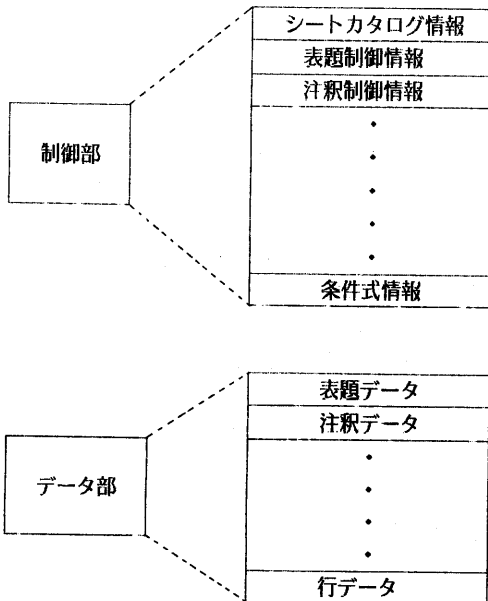 シートカタログ情報
表題制御情報
注釈制御情報
制御部
条件式情報
表題データ
注釈データ
データ部
行データ